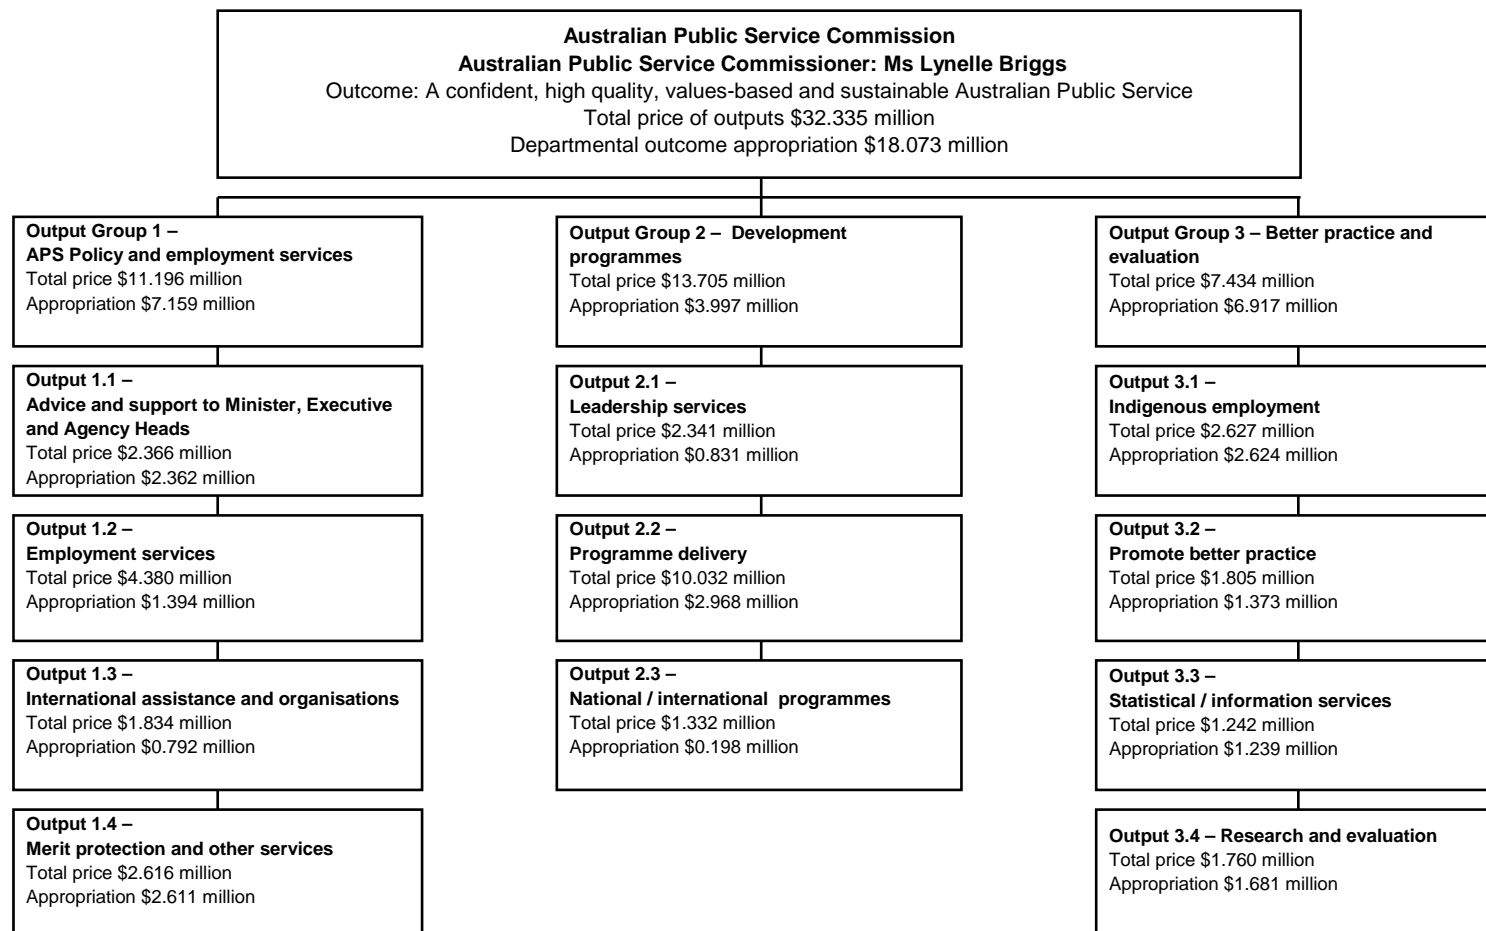 Australian Public Service Commission
Australian Public Service Commissioner: Ms Lynelle Briggs
Outcome: A confident, high quality, values-based and sustainable Australian Public Service
Total price of outputs $32.335 million
Departmental outcome appropriation $18.073 million
Output Group 1 –
APS Policy and employment services
Total price $11.196 million
Appropriation $7.159 million
Output 1.1 –
Advice and support to Minister, Executive
and Agency Heads
Total price $2.366 million
Appropriation $2.362 million
Output 1.2 –
Employment services
Total price $4.380 million
Appropriation $1.394 million
Output 1.3 –
International assistance and organisations
Total price $1.834 million
Appropriation $0.792 million
Output 1.4 –
Merit protection and other services
Total price $2.616 million
Appropriation $2.611 million
Output Group 2 –  Development
programmes
Total price $13.705 million
Appropriation $3.997 million
Output 2.1 –
Leadership services
Total price $2.341 million
Appropriation $0.831 million
Output 2.2 –
Programme delivery
Total price $10.032 million
Appropriation $2.968 million
Output 2.3 –
National / international  programmes
Total price $1.332 million
Appropriation $0.198 million
Output Group 3 – Better practice and
evaluation
Total price $7.434 million
Appropriation $6.917 million
Output 3.1 –
Indigenous employment
Total price $2.627 million
Appropriation $2.624 million
Output 3.2 –
Promote better practice
Total price $1.805 million
Appropriation $1.373 million
Output 3.3 –
Statistical / information services
Total price $1.242 million
Appropriation $1.239 million
Output 3.4 – Research and evaluation
Total price $1.760 million
Appropriation $1.681 million